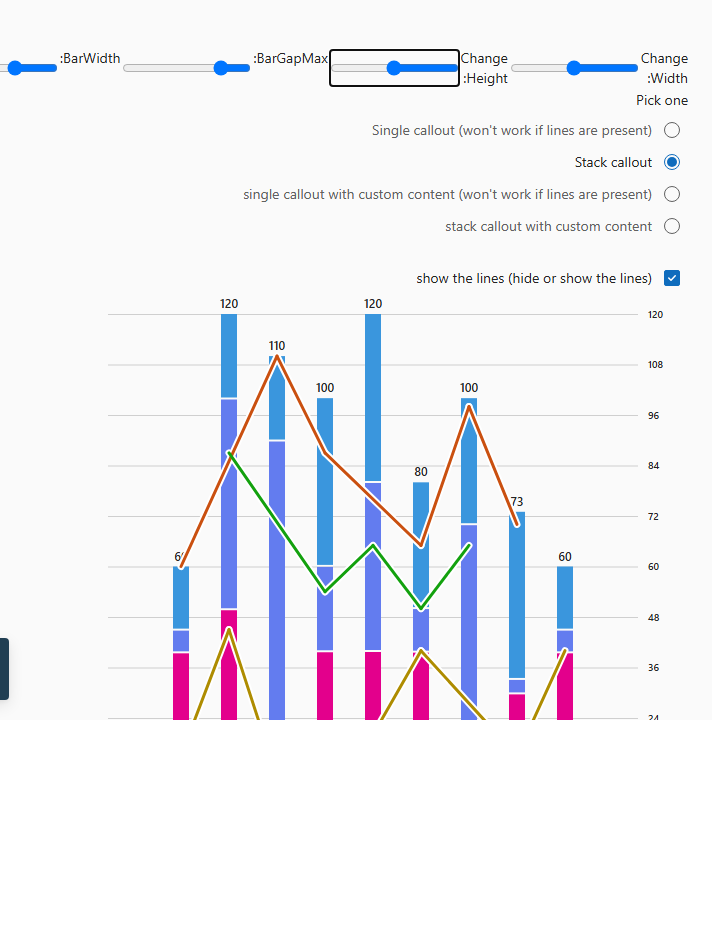 :BarWidth
:BarGapMax
Change :Height
Change :Width
Pick one
Single callout (won't work if lines are present)
Stack callout
single callout with custom content (won't work if lines are present)
stack callout with custom content
show the lines (hide or show the lines)
120
120
110
100
100
80
73
60
120
108
96
84
72
60
48
36
24